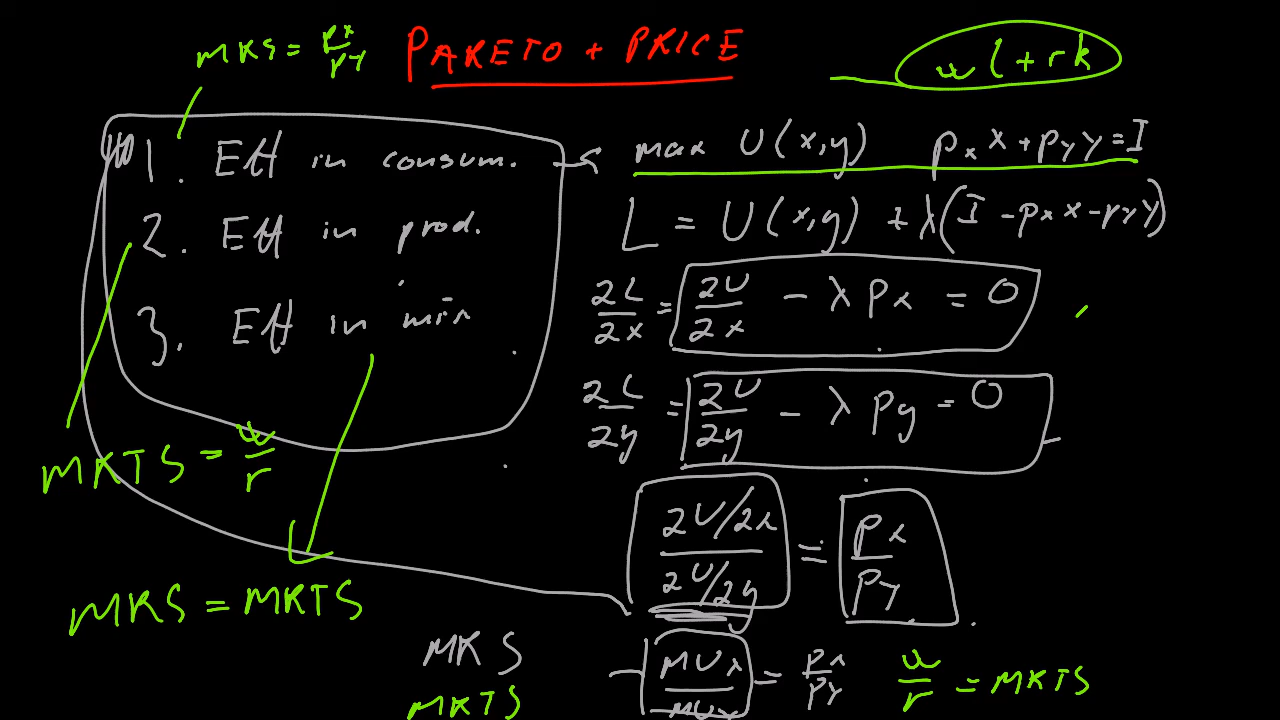 MRS = px/py PARETO + PRICE wl + rk
1. Eff in consum. max U(x,y) pxx + pyy = I
L = U(x,y) + λ(I - pxx - pyy)
2. Eff in prod.
∂L/∂x = ∂U/∂x - λpx = 0
3. Eff in mix
∂L/∂y = ∂U/∂y - λpy = 0
MRTS = w/r
∂U/∂x / ∂U/∂y = px/py
MRS = MRTS
MRS MUx/MUy = px/py w/r = MRTS
MRTS